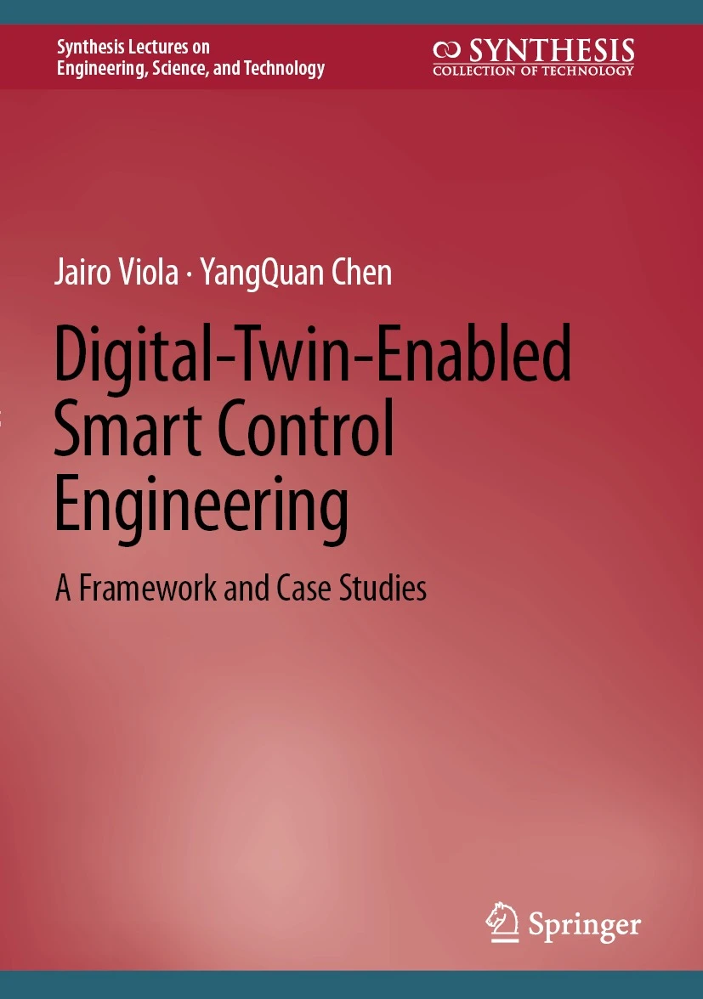 Synthesis Lectures on
Engineering, Science, and Technology
SYNTHESIS
COLLECTION OF TECHNOLOGY
Jairo Viola · YangQuan Chen
Digital-Twin-Enabled
Smart Control
Engineering
A Framework and Case Studies
Springer